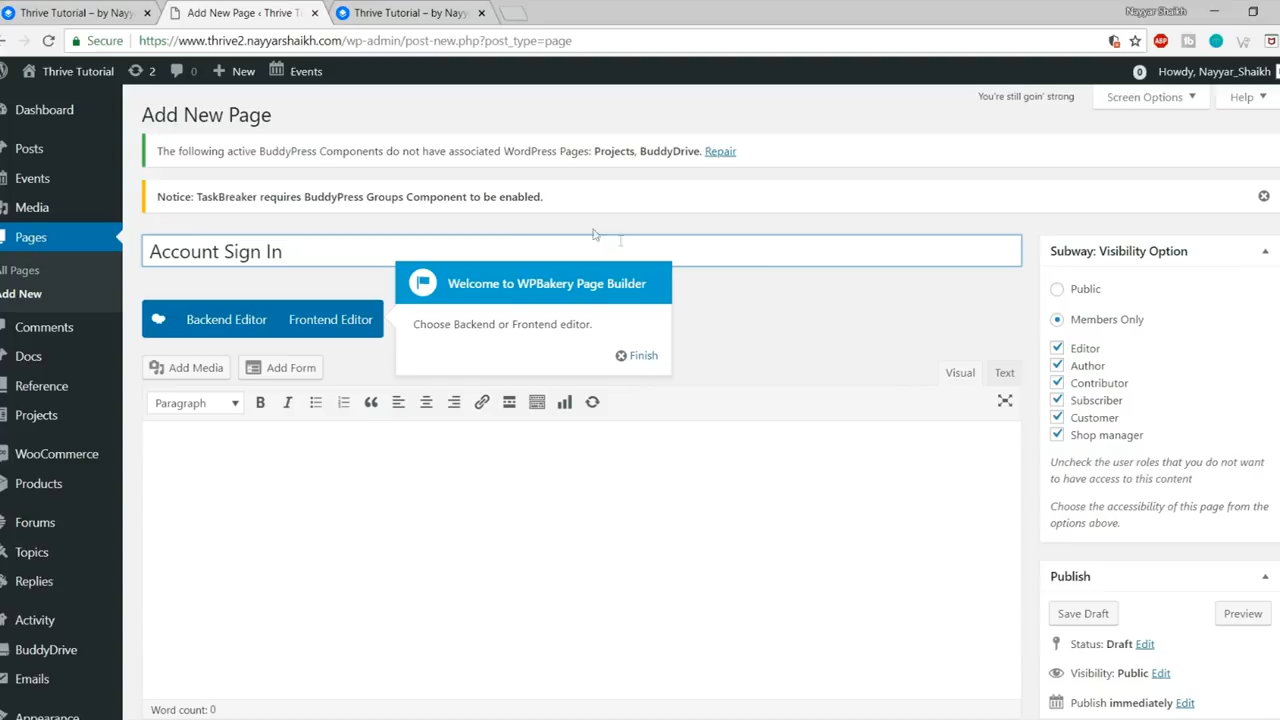 Thrive Tutorial – by Nayy
Add New Page ‹ Thrive T
Thrive Tutorial – by Nayy
Nayyar Shaikh
Secure
https://www.thrive2.nayyarshaikh.com/wp-admin/post-new.php?post_type=page
ABP
Thrive Tutorial
2
0
New
Events
0
Howdy, Nayyar_Shaikh
You're still goin' strong
Screen Options
Help
Dashboard
Posts
Events
Media
Pages
All Pages
Add New
Comments
Docs
Reference
Projects
WooCommerce
Products
Forums
Topics
Replies
Activity
BuddyDrive
Emails
Appearance
Add New Page
The following active BuddyPress Components do not have associated WordPress Pages: Projects, BuddyDrive. Repair
Notice: TaskBreaker requires BuddyPress Groups Component to be enabled.
Account Sign In
Backend Editor
Frontend Editor
Welcome to WPBakery Page Builder
Choose Backend or Frontend editor.
Finish
Add Media
Add Form
Visual
Text
Paragraph
B
I
Word count: 0
Subway: Visibility Option
Public
Members Only
Editor
Author
Contributor
Subscriber
Customer
Shop manager
Uncheck the user roles that you do not want
to have access to this content
Choose the accessibility of this page from the
options above.
Publish
Save Draft
Preview
Status: Draft Edit
Visibility: Public Edit
Publish immediately Edit